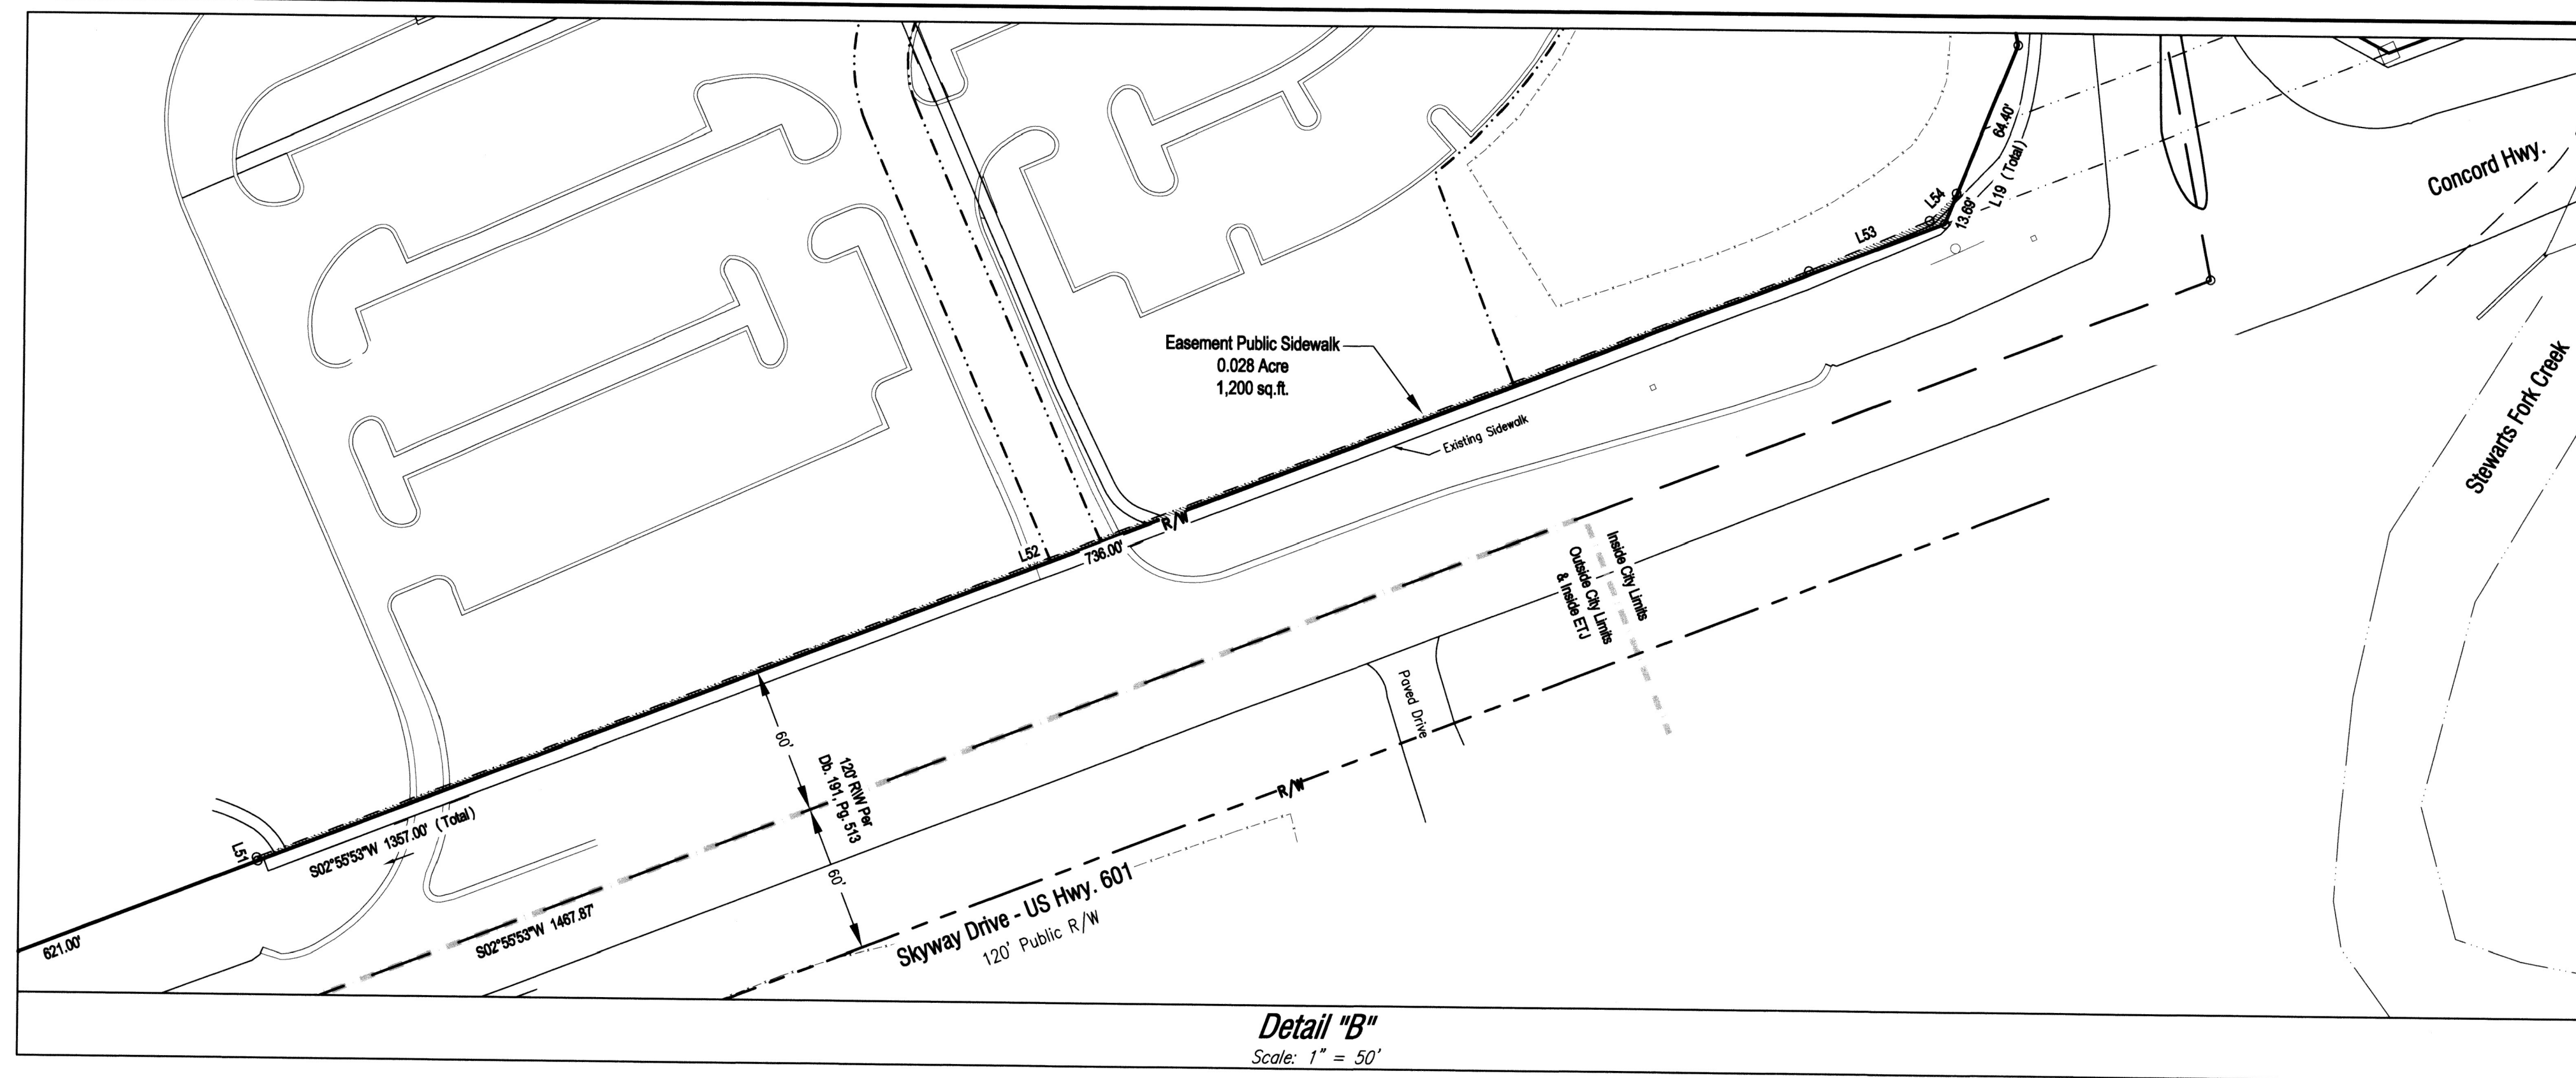 Concord Hwy.
64.40'
L19 (Total)
L54
13.69'
L53
Stewarts Fork Creek
Easement Public Sidewalk
0.028 Acre
1,200 sq.ft.
Existing Sidewalk
R/W
L52
736.00'
Inside City Limits
Outside City Limits
& Inside ETJ
Paved Drive
60'
120' R\W Per
Db. 191, Pg. 513
60'
R/W
L51
S02°55'53"W 1357.00' (Total)
621.00'
S02°55'53"W 1467.87'
Skyway Drive - US Hwy. 601
120' Public R/W
Detail "B"
Scale: 1" = 50'